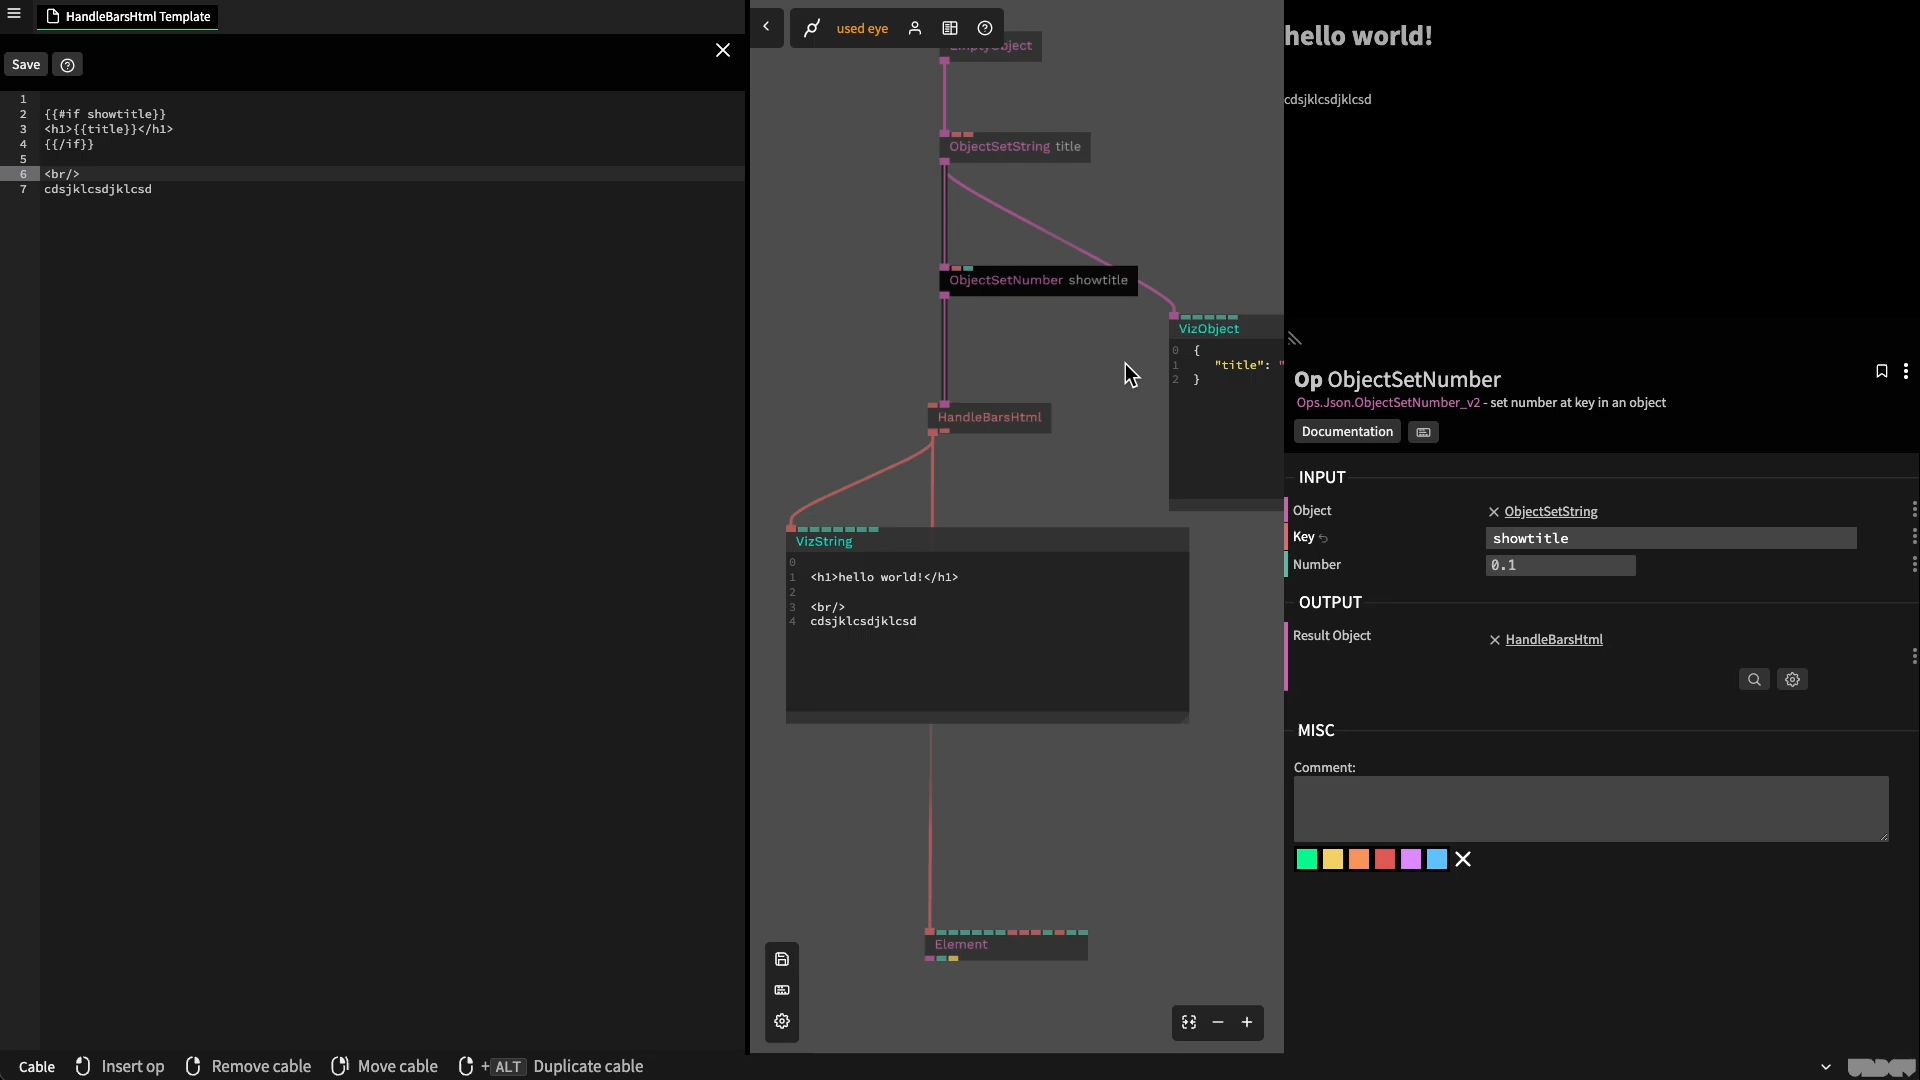 HandleBarsHtml Template
Save
1
2 {{#if showtitle}}
3 <h1>{{title}}</h1>
4 {{/if}}
5
6 <br/>
7 cdsjklcsdjklcsd
used eye
EmptyObject
ObjectSetString title
ObjectSetNumber showtitle
VizObject
0 {
1 "title": "
2 }
HandleBarsHtml
VizString
0
1 <h1>hello world!</h1>
2
3 <br/>
4 cdsjklcsdjklcsd
Element
hello world!
cdsjklcsdjklcsd
Op ObjectSetNumber
Ops.Json.ObjectSetNumber_v2 - set number at key in an object
Documentation
INPUT
Object ObjectSetString
Key showtitle
Number 0.1
OUTPUT
Result Object HandleBarsHtml
MISC
Comment:
Cable Insert op Remove cable Move cable +ALT Duplicate cable